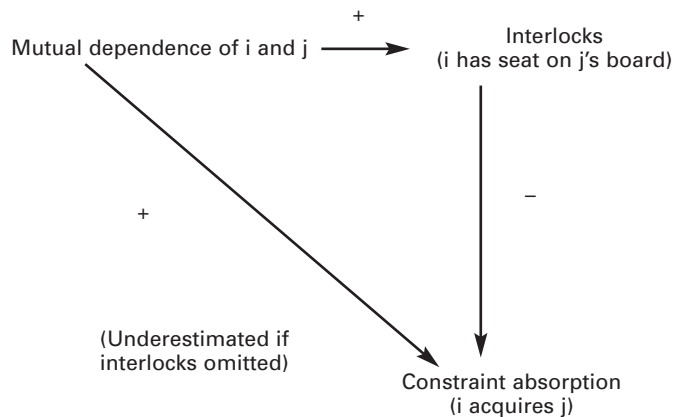 +
Mutual dependence of i and j
Interlocks
(i has seat on j’s board)
+
–
(Underestimated if
interlocks omitted)
Constraint absorption
(i acquires j)